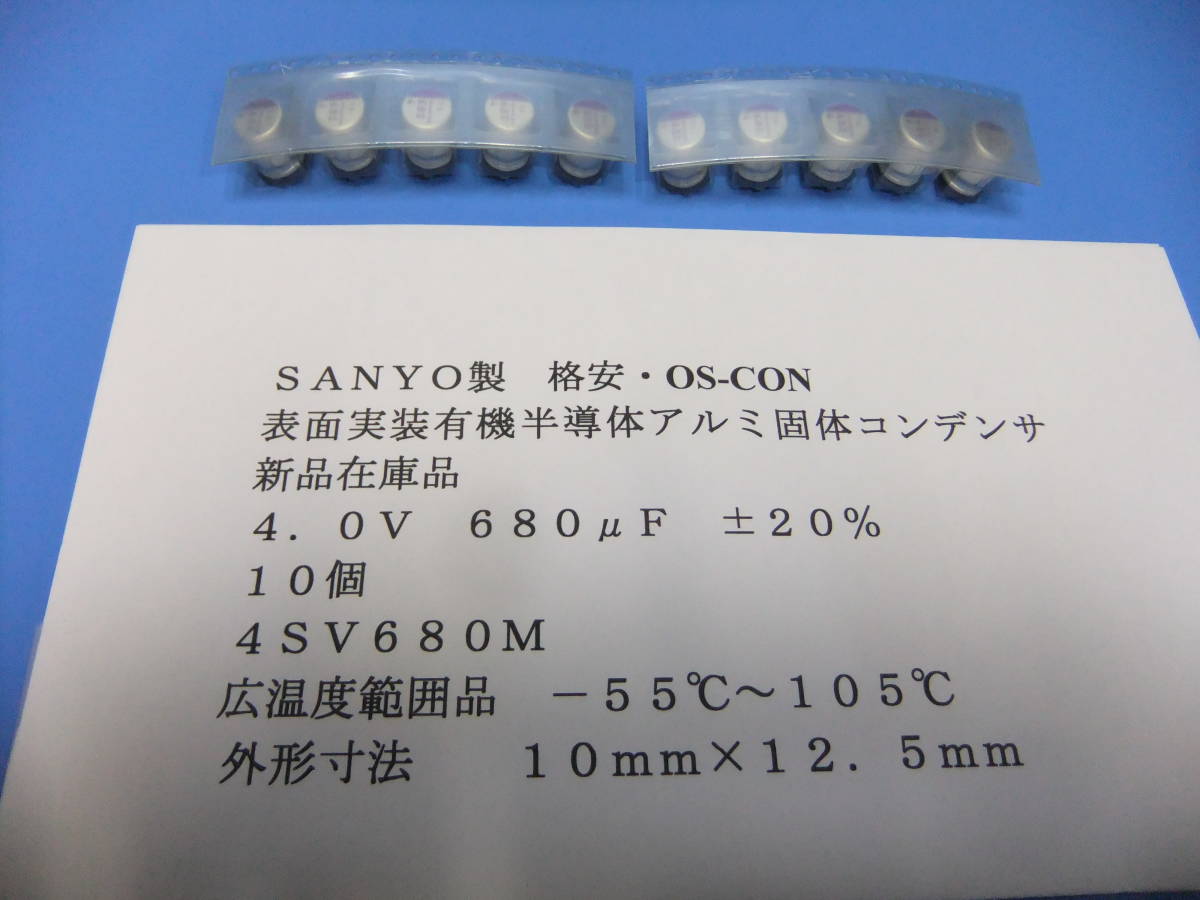 ＳＡＮＹＯ製　格安・OS-CON
表面実装有機半導体アルミ固体コンデンサ
新品在庫品
４．０Ｖ　６８０μＦ　±２０％
１０個
４ＳＶ６８０Ｍ
広温度範囲品　－５５℃～１０５℃
外形寸法　　１０ｍｍ×１２．５ｍｍ